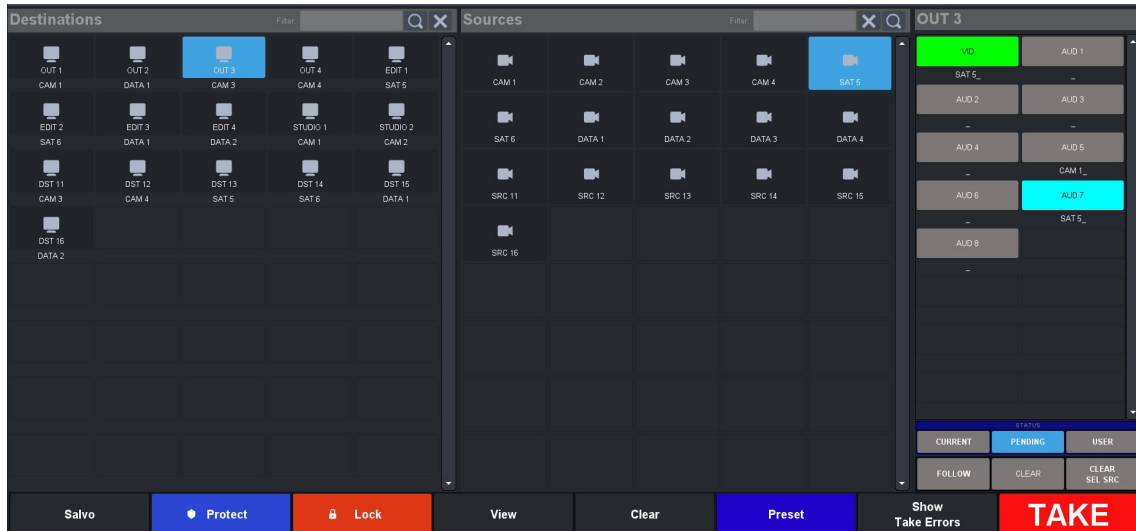 Destinations
Filter:
Sources
Filter:
OUT 3
OUT 1
OUT 2
OUT 3
OUT 4
EDIT 1
CAM 1
DATA 1
CAM 3
CAM 4
SAT 5
EDIT 2
EDIT 3
EDIT 4
STUDIO 1
STUDIO 2
SAT 6
DATA 1
DATA 2
CAM 1
CAM 2
DST 11
DST 12
DST 13
DST 14
DST 15
CAM 3
CAM 4
SAT 5
SAT 6
DATA 1
DST 16
DATA 2
CAM 1
CAM 2
CAM 3
CAM 4
SAT 5
SAT 6
DATA 1
DATA 2
DATA 3
DATA 4
SRC 11
SRC 12
SRC 13
SRC 14
SRC 15
SRC 16
VID
AUD 1
SAT 5_
_
AUD 2
AUD 3
_
_
AUD 4
AUD 5
_
CAM 1_
AUD 6
AUD 7
_
SAT 5_
AUD 8
_
STATUS
CURRENT
PENDING
USER
FOLLOW
CLEAR
CLEAR
SEL SRC
Salvo
Protect
Lock
View
Clear
Preset
Show
Take Errors
TAKE